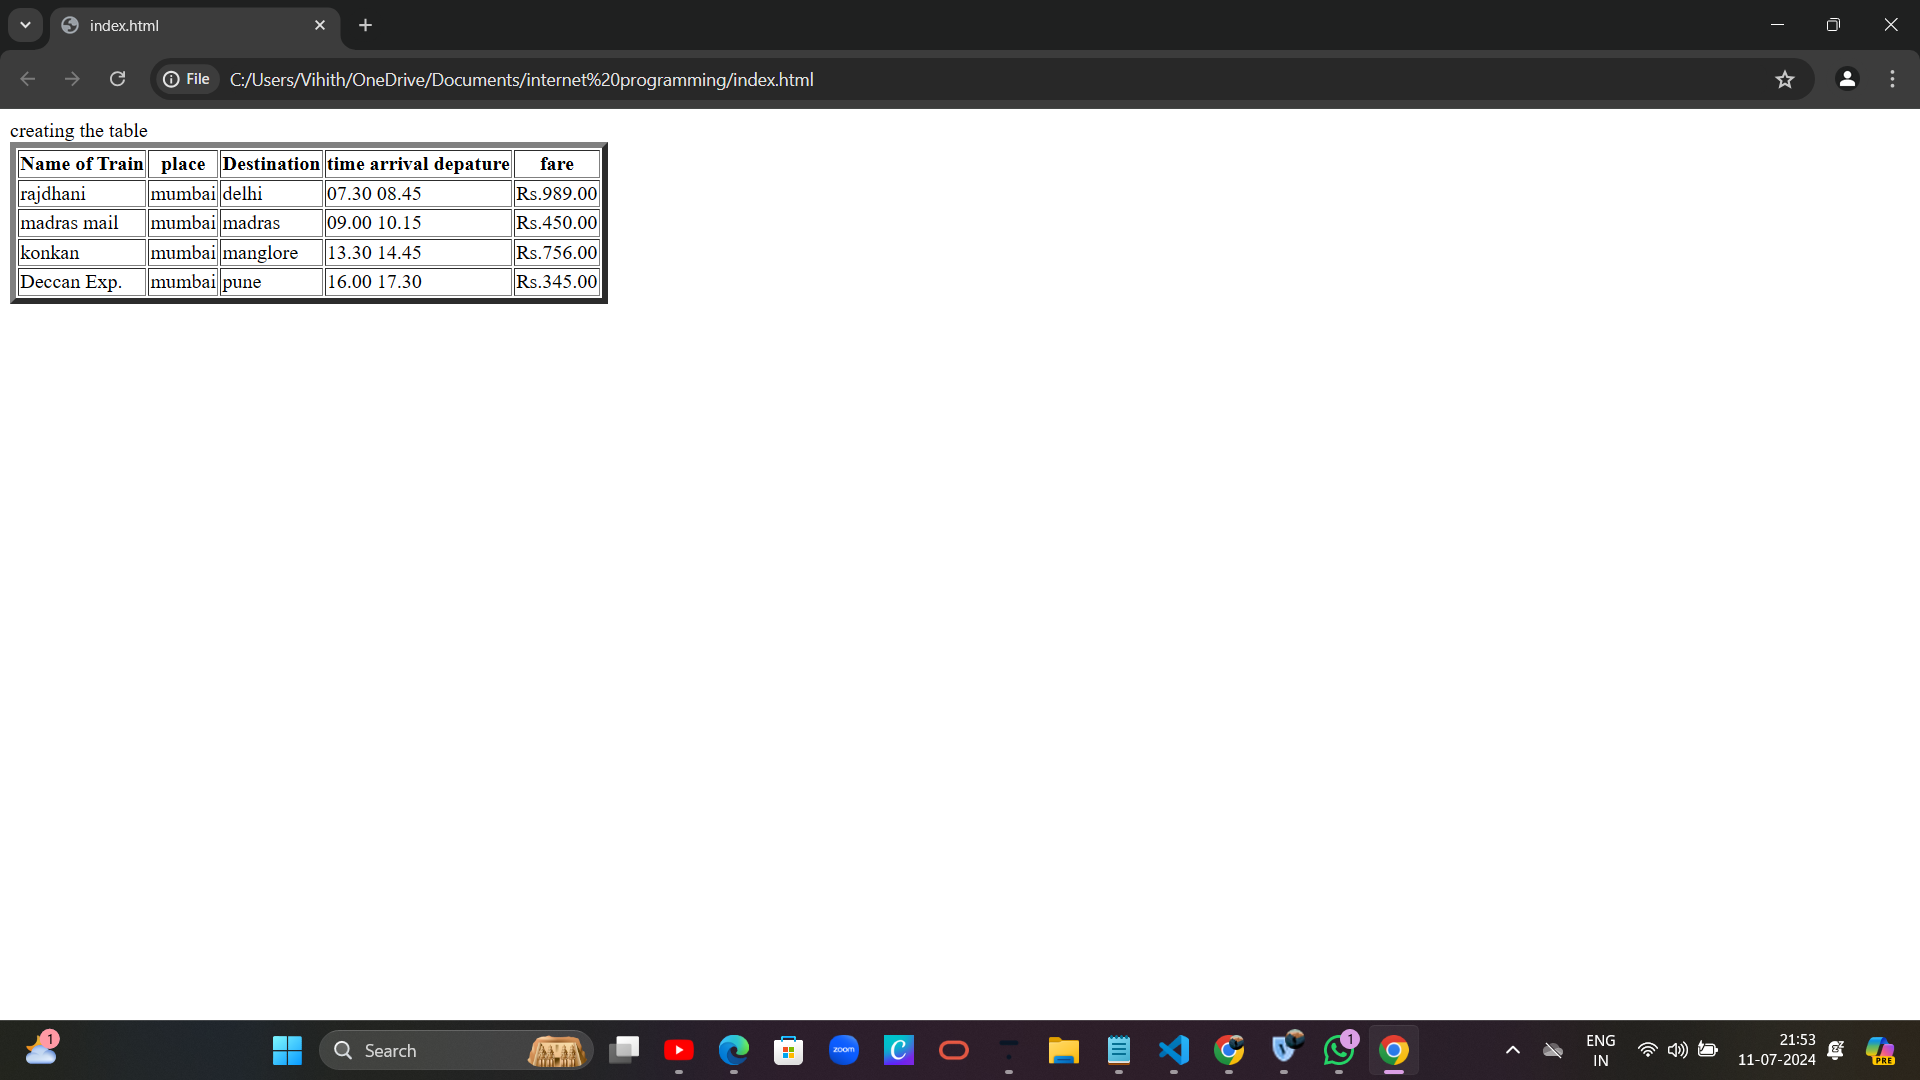 index.html
File C:/Users/Vihith/OneDrive/Documents/internet%20programming/index.html
creating the table
Name of Train place Destination time arrival depature fare
rajdhani mumbai delhi 07.30 08.45 Rs.989.00
madras mail mumbai madras 09.00 10.15 Rs.450.00
konkan mumbai manglore 13.30 14.45 Rs.756.00
Deccan Exp. mumbai pune 16.00 17.30 Rs.345.00
1
Search
zoom
C
1
ENG
IN
21:53
11-07-2024
PRE